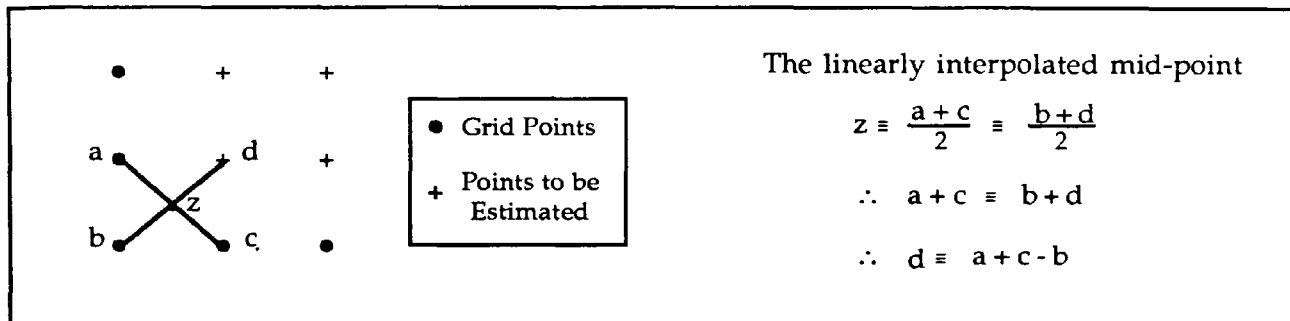 a
d
z
b
c.
● Grid Points
+ Points to be
Estimated
The linearly interpolated mid-point
z ≡ (a + c)/2 ≡ (b + d)/2
∴ a + c ≡ b + d
∴ d ≡ a + c - b